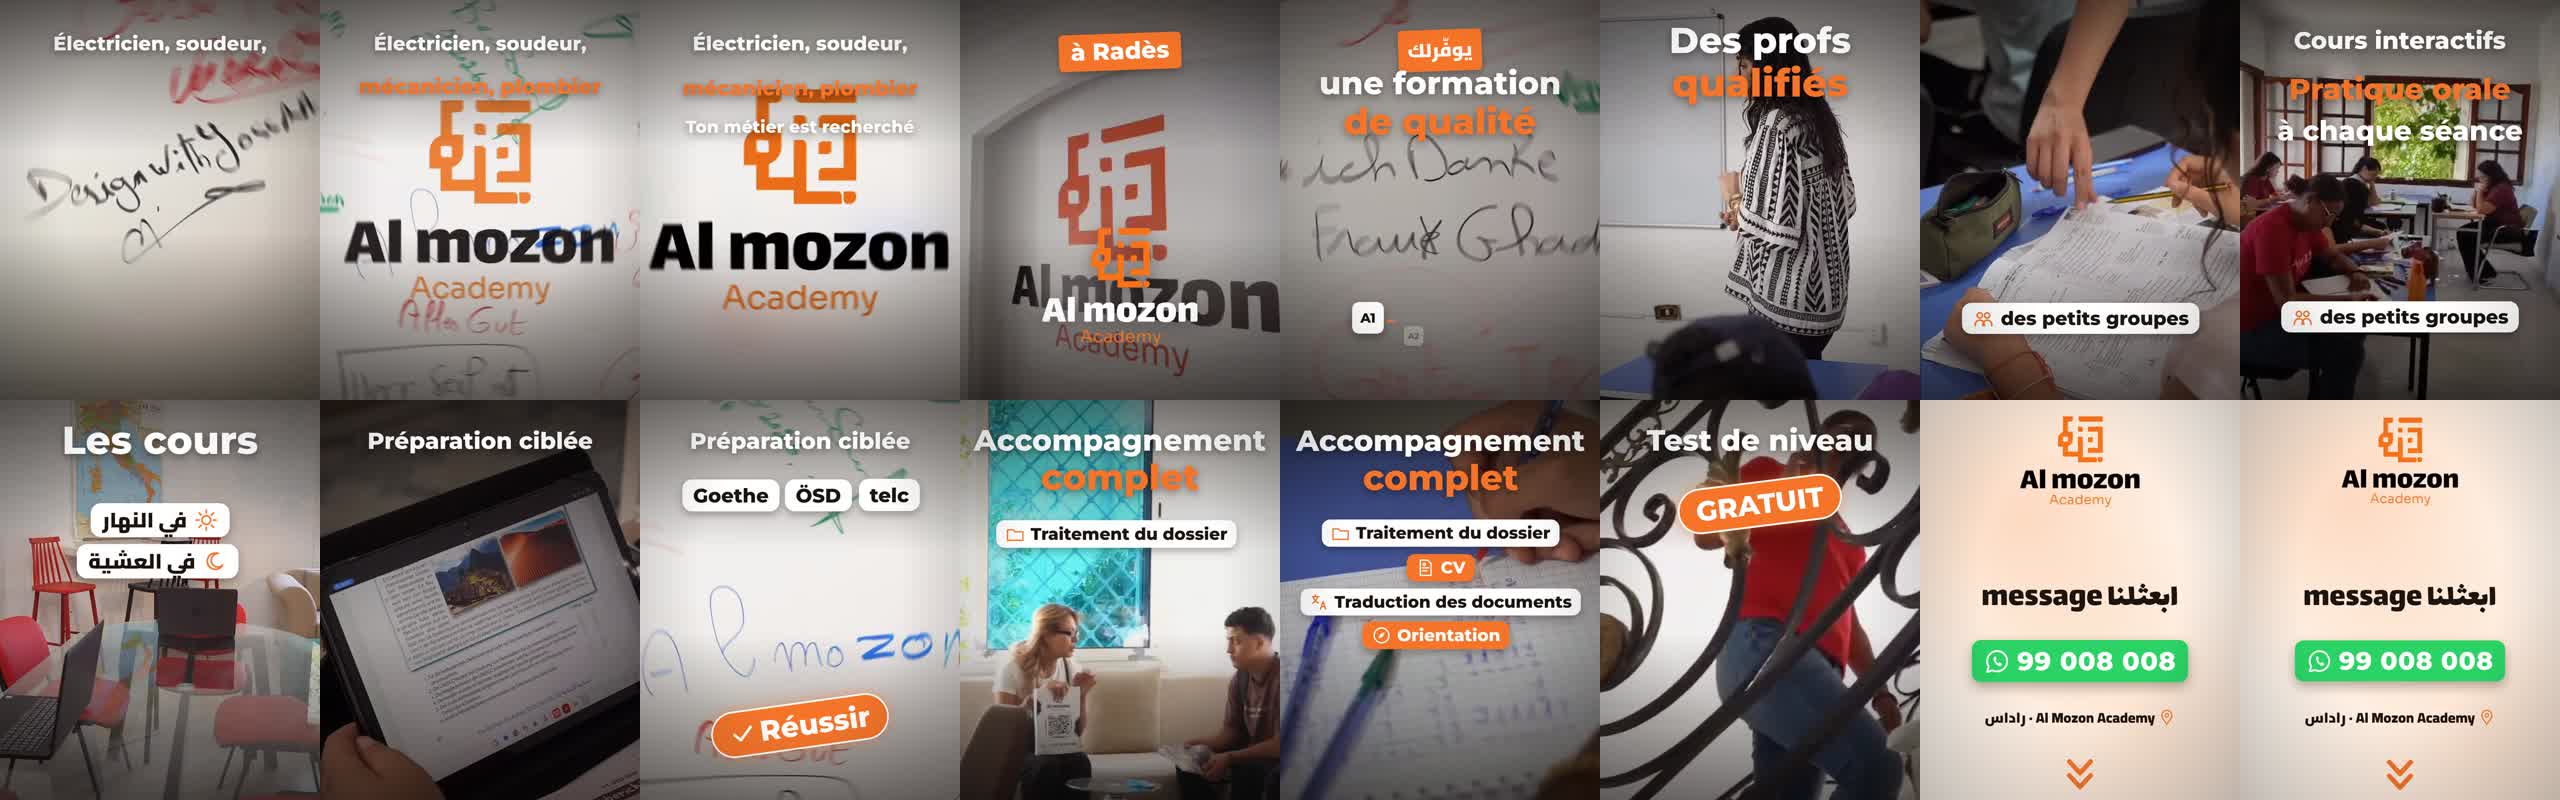 Électricien, soudeur,
DesignwithYoussef
Électricien, soudeur,
mécanicien, plombier
Al mozon
Academy
Alles Gut
Électricien, soudeur,
mécanicien, plombier
Ton métier est recherché
Al mozon
Academy
à Radès
Al mozon
Academy
Al mozon
Academy
يوفّرلك
une formation
de qualité
ich Danke
A1
A2
Des profs
qualifiés
des petits groupes
Cours interactifs
Pratique orale
à chaque séance
des petits groupes
Les cours
في النهار
في العشية
Préparation ciblée
Préparation ciblée
Goethe
ÖSD
telc
Al mozon
Réussir
Accompagnement
complet
Traitement du dossier
Accompagnement
complet
Traitement du dossier
CV
Traduction des documents
Orientation
Test de niveau
GRATUIT
Al mozon
Academy
ابعثلنا message
99 008 008
Al Mozon Academy · راداس
Al mozon
Academy
ابعثلنا message
99 008 008
Al Mozon Academy · راداس